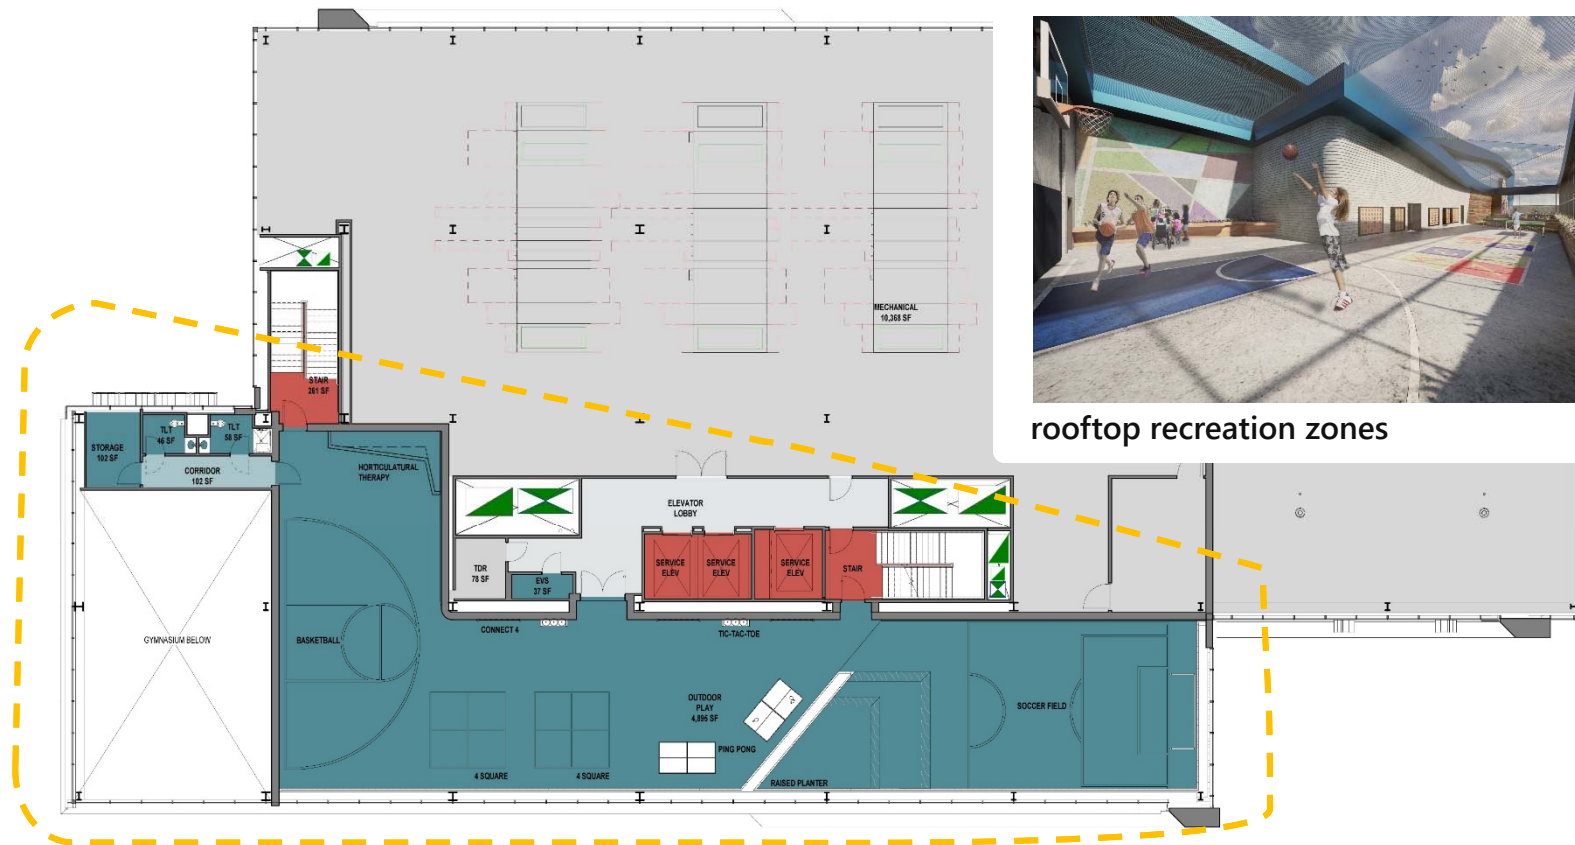 MECHANICAL
10,368 SF
rooftop recreation zones
STAIR
261 SF
TLT
46 SF
TLT
58 SF
STORAGE
102 SF
CORRIDOR
102 SF
HORTICULATURAL
THERAPY
ELEVATOR
LOBBY
TDR
78 SF
EVS
37 SF
SERVICE
ELEV
SERVICE
ELEV
SERVICE
ELEV
STAIR
GYMNASIUM BELOW
BASKETBALL
CONNECT 4
TIC-TAC-TOE
OUTDOOR
PLAY
4,896 SF
SOCCER FIELD
PING PONG
4 SQUARE
4 SQUARE
RAISED PLANTER